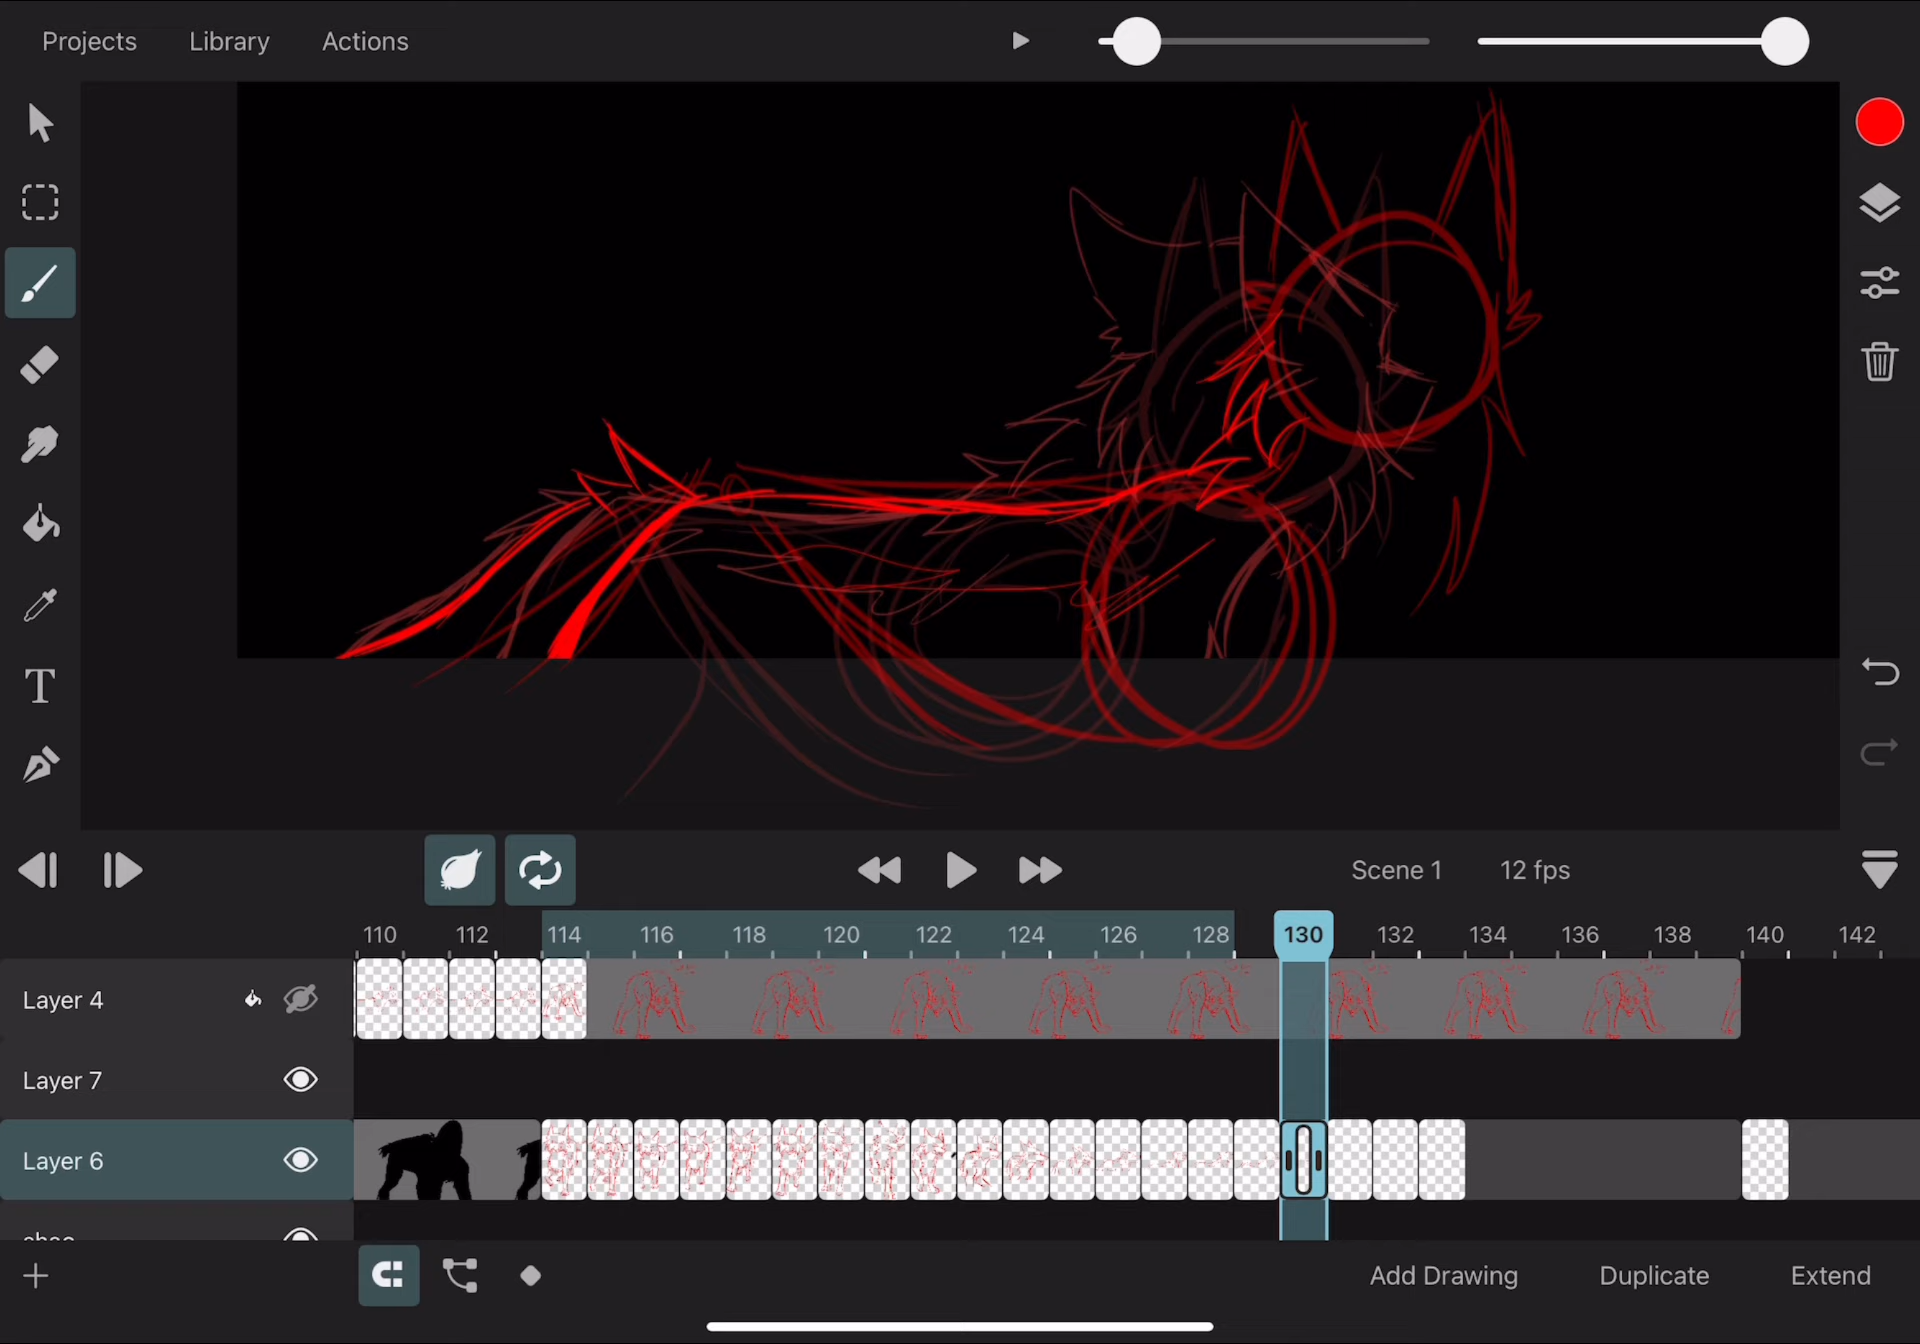 Projects Library Actions
T
Scene 1 12 fps
110 112 114 116 118 120 122 124 126 128 130 132 134 136 138 140 142
Layer 4
Layer 7
Layer 6
Add Drawing Duplicate Extend